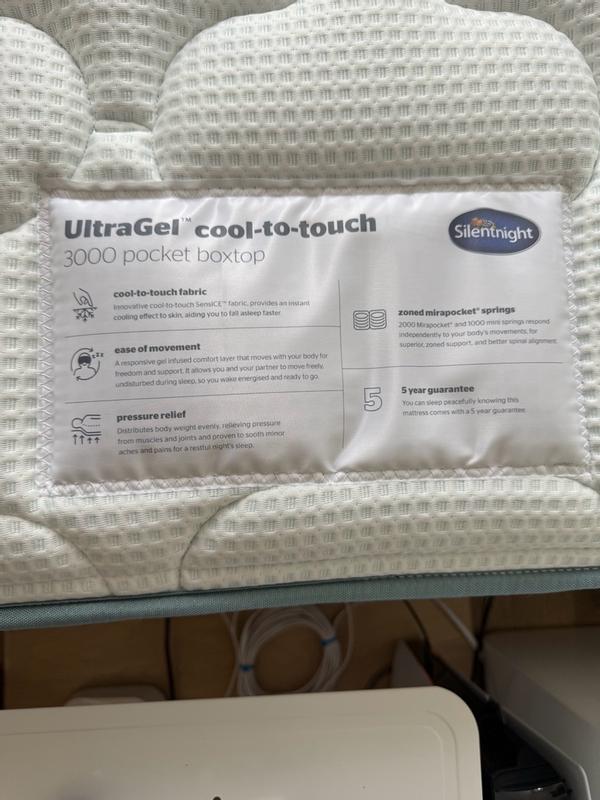 UltraGel™ cool-to-touch
3000 pocket boxtop
Silentnight
cool-to-touch fabric
Innovative cool-to-touch SensICE™ fabric, provides an instant
cooling effect to skin, aiding you to fall asleep faster.
zzz
ease of movement
A responsive gel infused comfort layer that moves with your body for
freedom and support. It allows you and your partner to move freely,
undisturbed during sleep, so you wake energised and ready to go.
pressure relief
Distributes body weight evenly, relieving pressure
from muscles and joints and proven to sooth minor
aches and pains for a restful night's sleep.
zoned mirapocket® springs
2000 Mirapocket® and 1000 mini springs respond
independently to your body's movements, for
superior, zoned support, and better spinal alignment.
5
5 year guarantee
You can sleep peacefully knowing this
mattress comes with a 5 year guarantee.